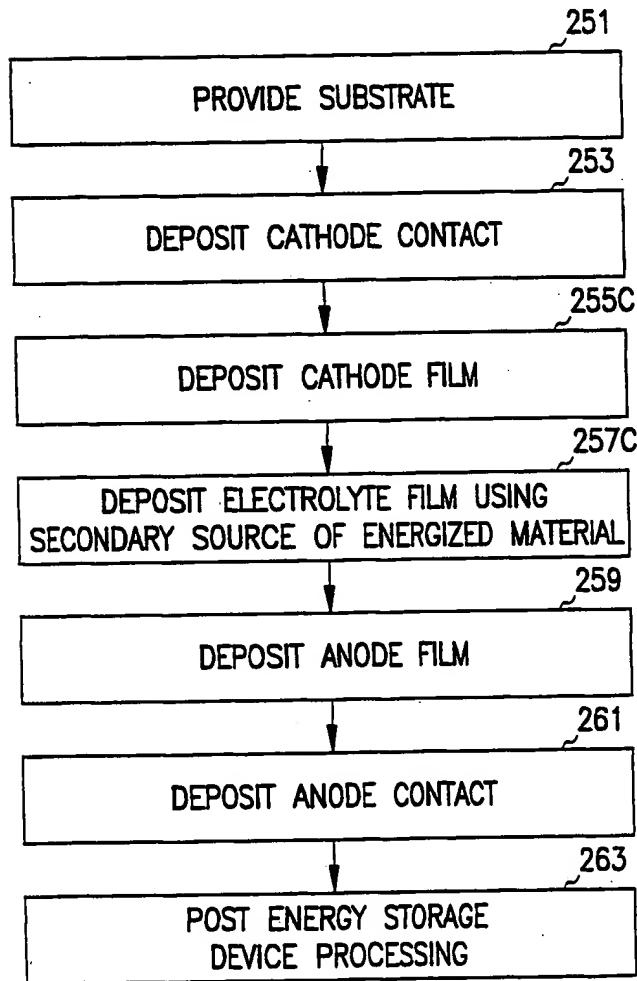 251
PROVIDE SUBSTRATE
253
DEPOSIT CATHODE CONTACT
255C
DEPOSIT CATHODE FILM
257C
DEPOSIT ELECTROLYTE FILM USING
SECONDARY SOURCE OF ENERGIZED MATERIAL
259
DEPOSIT ANODE FILM
261
DEPOSIT ANODE CONTACT
263
POST ENERGY STORAGE
DEVICE PROCESSING